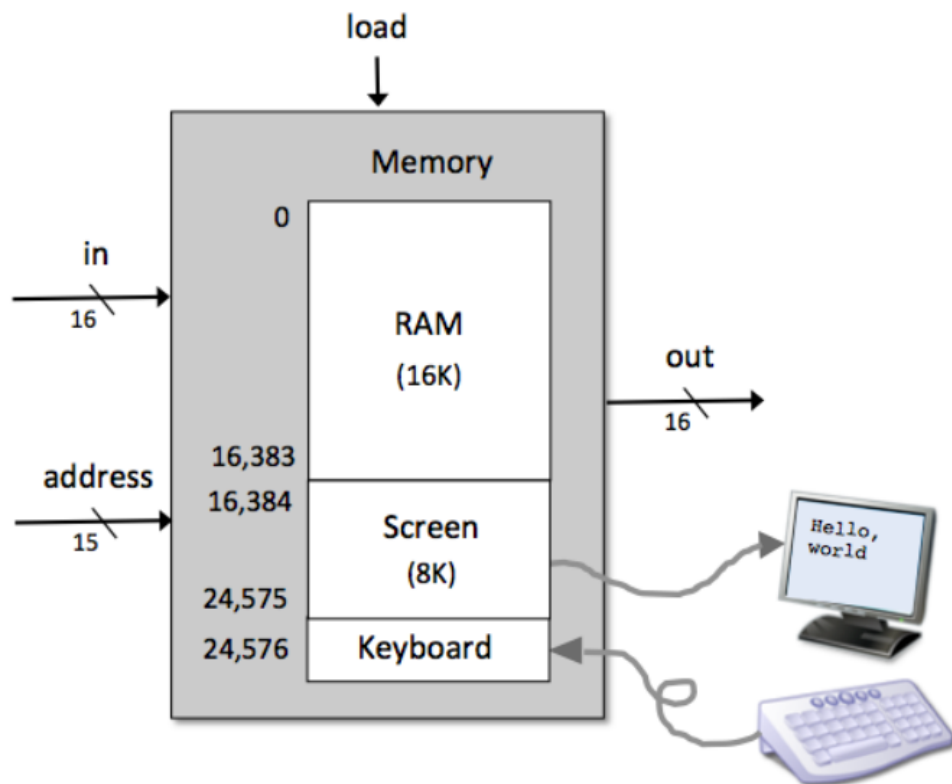 load
Memory
0
in
16
RAM
(16K)
out
16
16,383
address
16,384
15
Screen
(8K)
Hello,
world
24,575
24,576
Keyboard